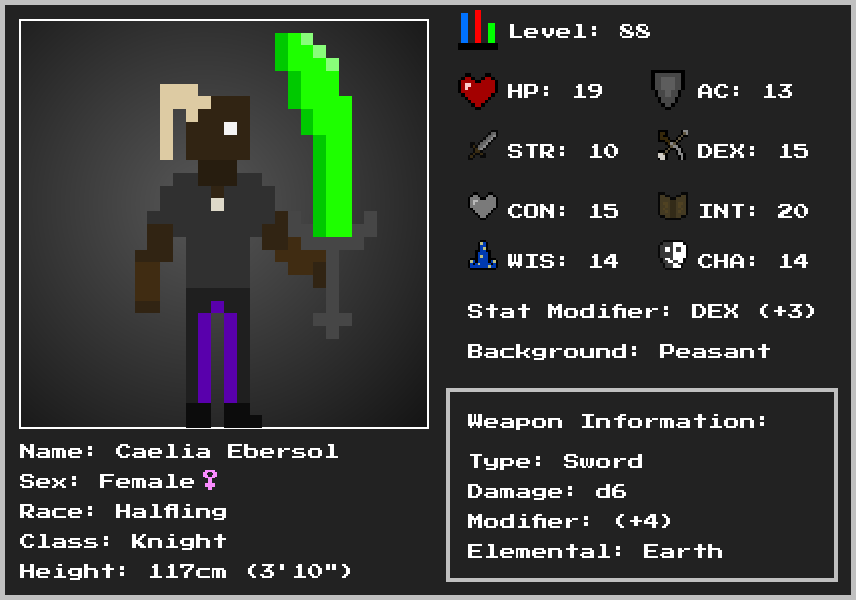 Level: 88
HP: 19 AC: 13
STR: 10 DEX: 15
CON: 15 INT: 20
WIS: 14 CHA: 14
Stat Modifier: DEX (+3)
Background: Peasant
Weapon Information:
Type: Sword
Damage: d6
Modifier: (+4)
Elemental: Earth
Name: Caelia Ebersol
Sex: Female♀
Race: Halfling
Class: Knight
Height: 117cm (3'10")